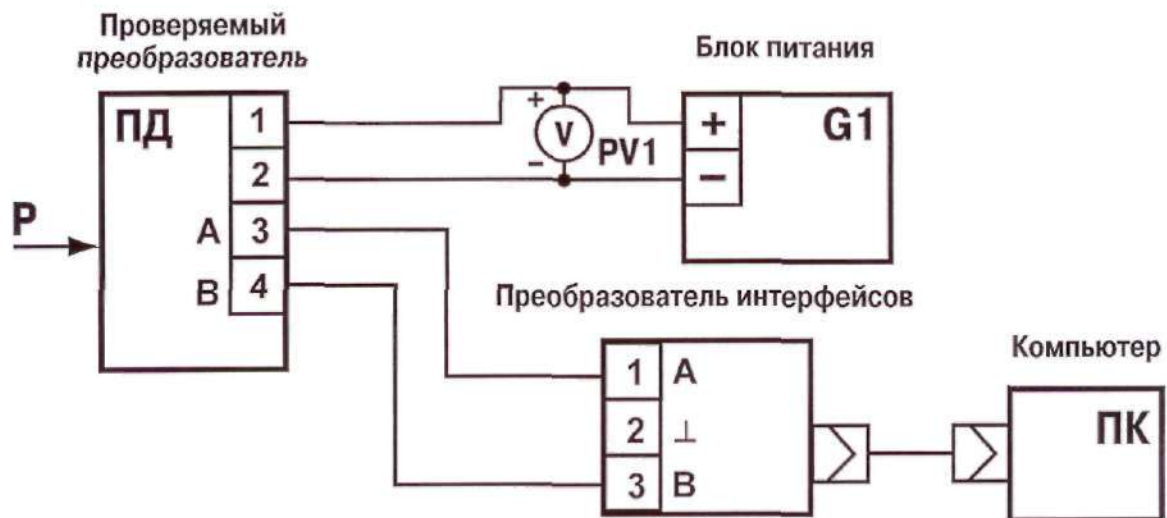 Проверяемый
преобразователь
Блок питания
ПД
1
2
A 3
B 4
P
+
V
−
PV1
+
−
G1
Преобразователь интерфейсов
1 A
2 ⊥
3 B
Компьютер
ПК